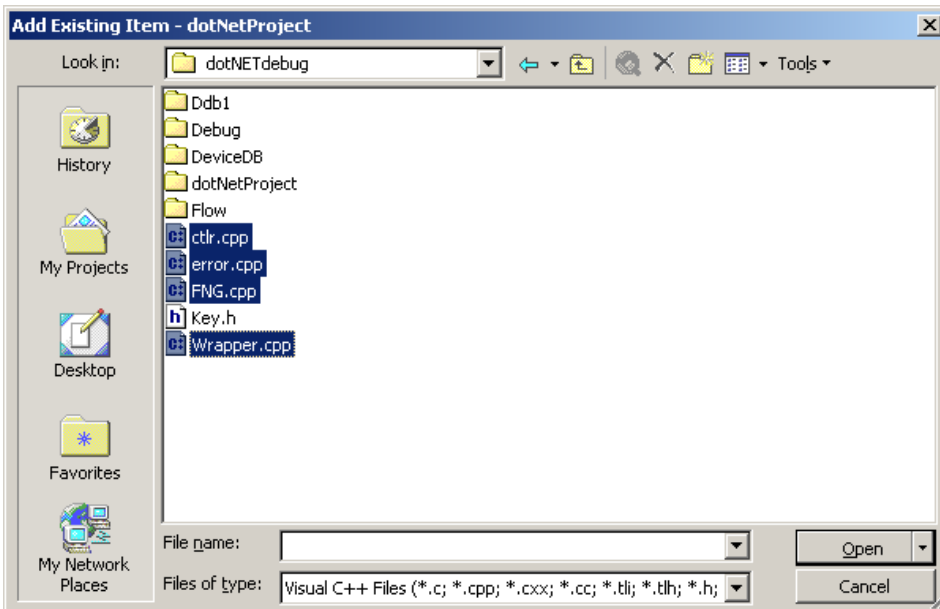 Add Existing Item - dotNetProject
Look in:
dotNETdebug
Tools
History
My Projects
Desktop
Favorites
My Network
Places
Ddb1
Debug
DeviceDB
dotNetProject
Flow
ctlr.cpp
error.cpp
FNG.cpp
Key.h
Wrapper.cpp
File name:
Open
Files of type:
Visual C++ Files (*.c; *.cpp; *.cxx; *.cc; *.tli; *.tlh; *.h;
Cancel